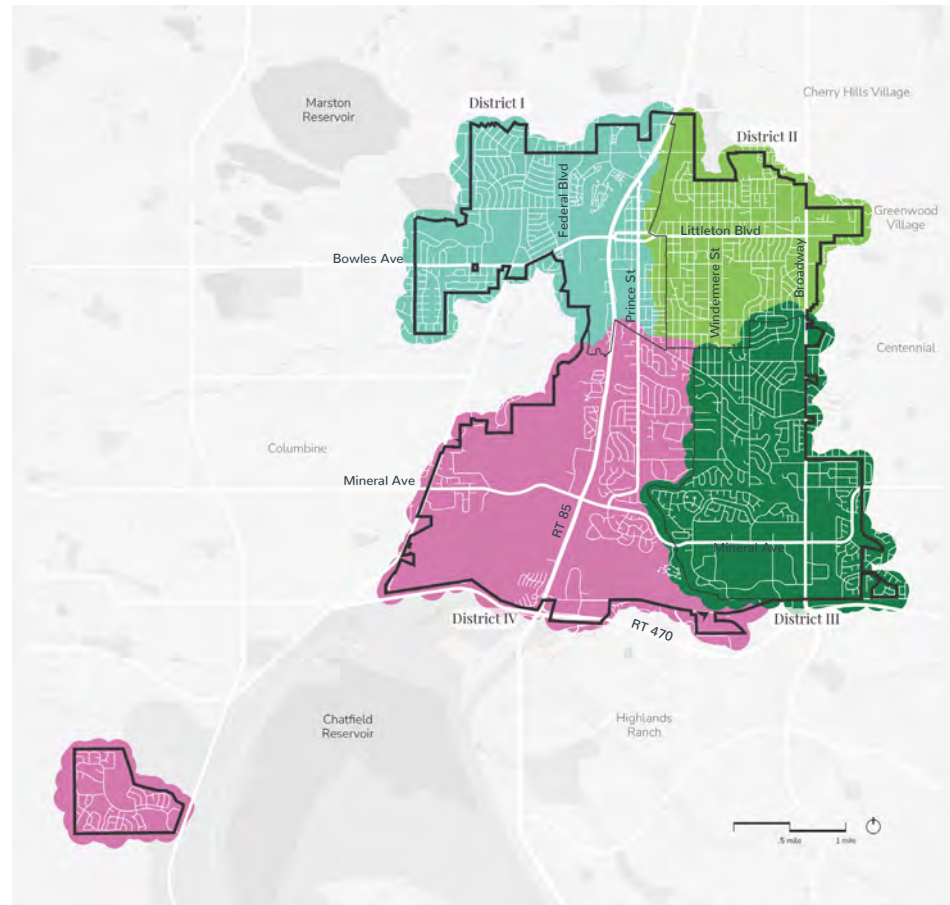 Cherry Hills Village
Marston
Reservoir
District I
District II
Federal Blvd
Greenwood
Village
Littleton Blvd
Bowles Ave
Prince St.
Windermere St
Broadway
Centennial
Columbine
Mineral Ave
RT 85
Mineral Ave
District IV
District III
RT 470
Chatfield
Reservoir
Highlands
Ranch
.5 mile
1 mile